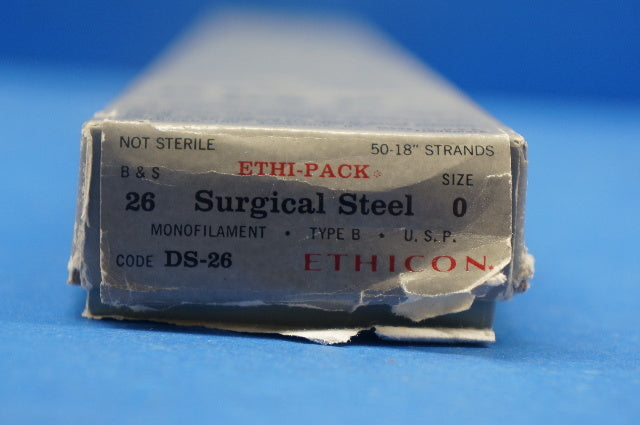 NOT STERILE 50-18" STRANDS
B & S ETHI-PACK* SIZE
26 Surgical Steel 0
MONOFILAMENT • TYPE B • U.S.P.
CODE DS-26 ETHICON®